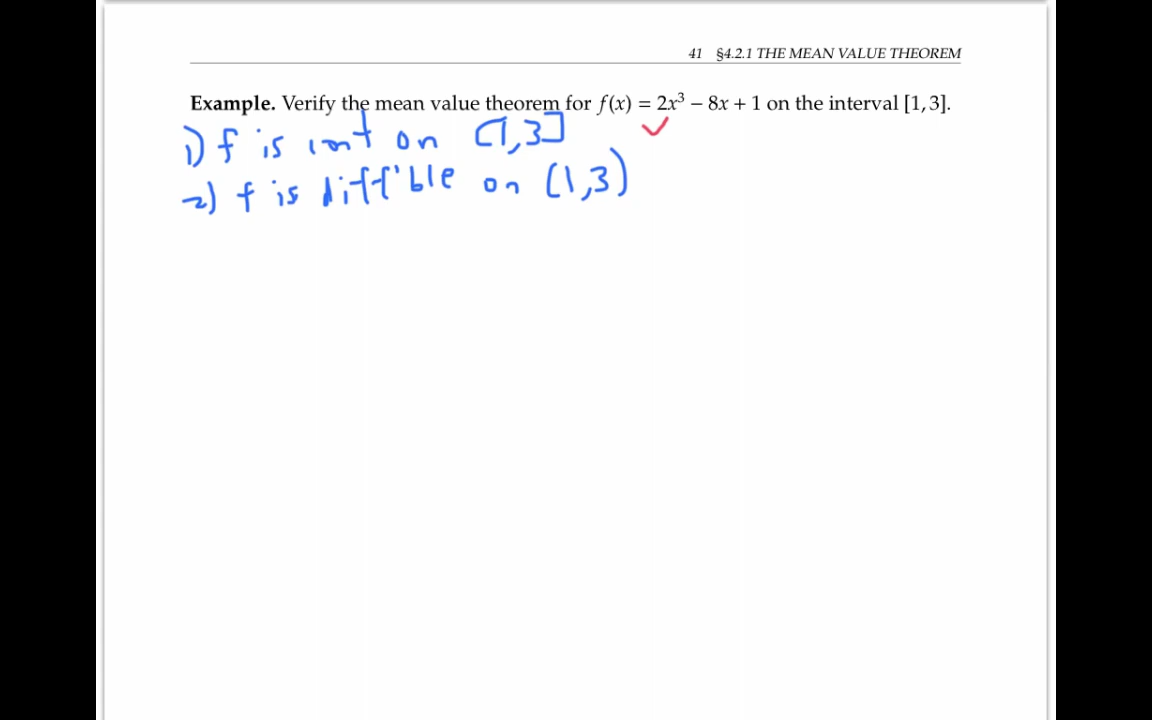 41 §4.2.1 THE MEAN VALUE THEOREM
Example. Verify the mean value theorem for f(x) = 2x³ − 8x + 1 on the interval [1, 3].
1) f is cont on [1,3] ✓
2) f is diff'ble on (1,3)